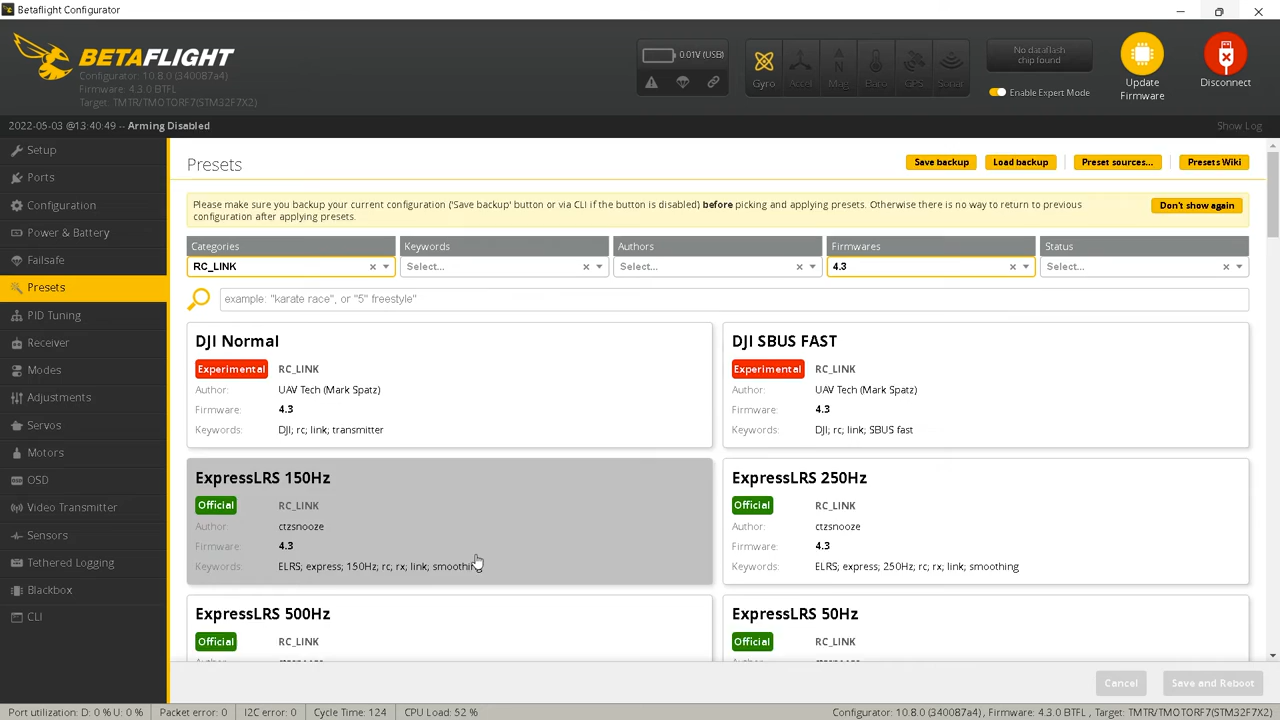 Betaflight Configurator
BETAFLIGHT
Configurator: 10.8.0 (340087a4)
Firmware: 4.3.0 BTFL
Target: TMTR/TMOTORF7(STM32F7X2)
0.01V (USB)
Gyro
Accel
Mag
Baro
GPS
Sonar
No dataflash
chip found
Enable Expert Mode
Update
Firmware
Disconnect
2022-05-03 @13:40:49 -- Arming Disabled
Show Log
Setup
Ports
Configuration
Power & Battery
Failsafe
Presets
PID Tuning
Receiver
Modes
Adjustments
Servos
Motors
OSD
Video Transmitter
Sensors
Tethered Logging
Blackbox
CLI
Presets
Save backup
Load backup
Preset sources...
Presets Wiki
Please make sure you backup your current configuration ('Save backup' button or via CLI if the button is disabled) before picking and applying presets. Otherwise there is no way to return to previous
configuration after applying presets.
Don't show again
Categories
Keywords
Authors
Firmwares
Status
RC_LINK
Select...
Select...
4.3
Select...
example: "karate race", or "5" freestyle"
DJI Normal
Experimental RC_LINK
Author: UAV Tech (Mark Spatz)
Firmware: 4.3
Keywords: DJI; rc; link; transmitter
DJI SBUS FAST
Experimental RC_LINK
Author: UAV Tech (Mark Spatz)
Firmware: 4.3
Keywords: DJI; rc; link; SBUS fast
ExpressLRS 150Hz
Official RC_LINK
Author: ctzsnooze
Firmware: 4.3
Keywords: ELRS; express; 150Hz; rc; rx; link; smoothing
ExpressLRS 250Hz
Official RC_LINK
Author: ctzsnooze
Firmware: 4.3
Keywords: ELRS; express; 250Hz; rc; rx; link; smoothing
ExpressLRS 500Hz
Official RC_LINK
ExpressLRS 50Hz
Official RC_LINK
Cancel
Save and Reboot
Port utilization: D: 0 % U: 0 %
Packet error: 0
I2C error: 0
Cycle Time: 124
CPU Load: 52 %
Configurator: 10.8.0 (340087a4) , Firmware: 4.3.0 BTFL , Target: TMTR/TMOTORF7(STM32F7X2)